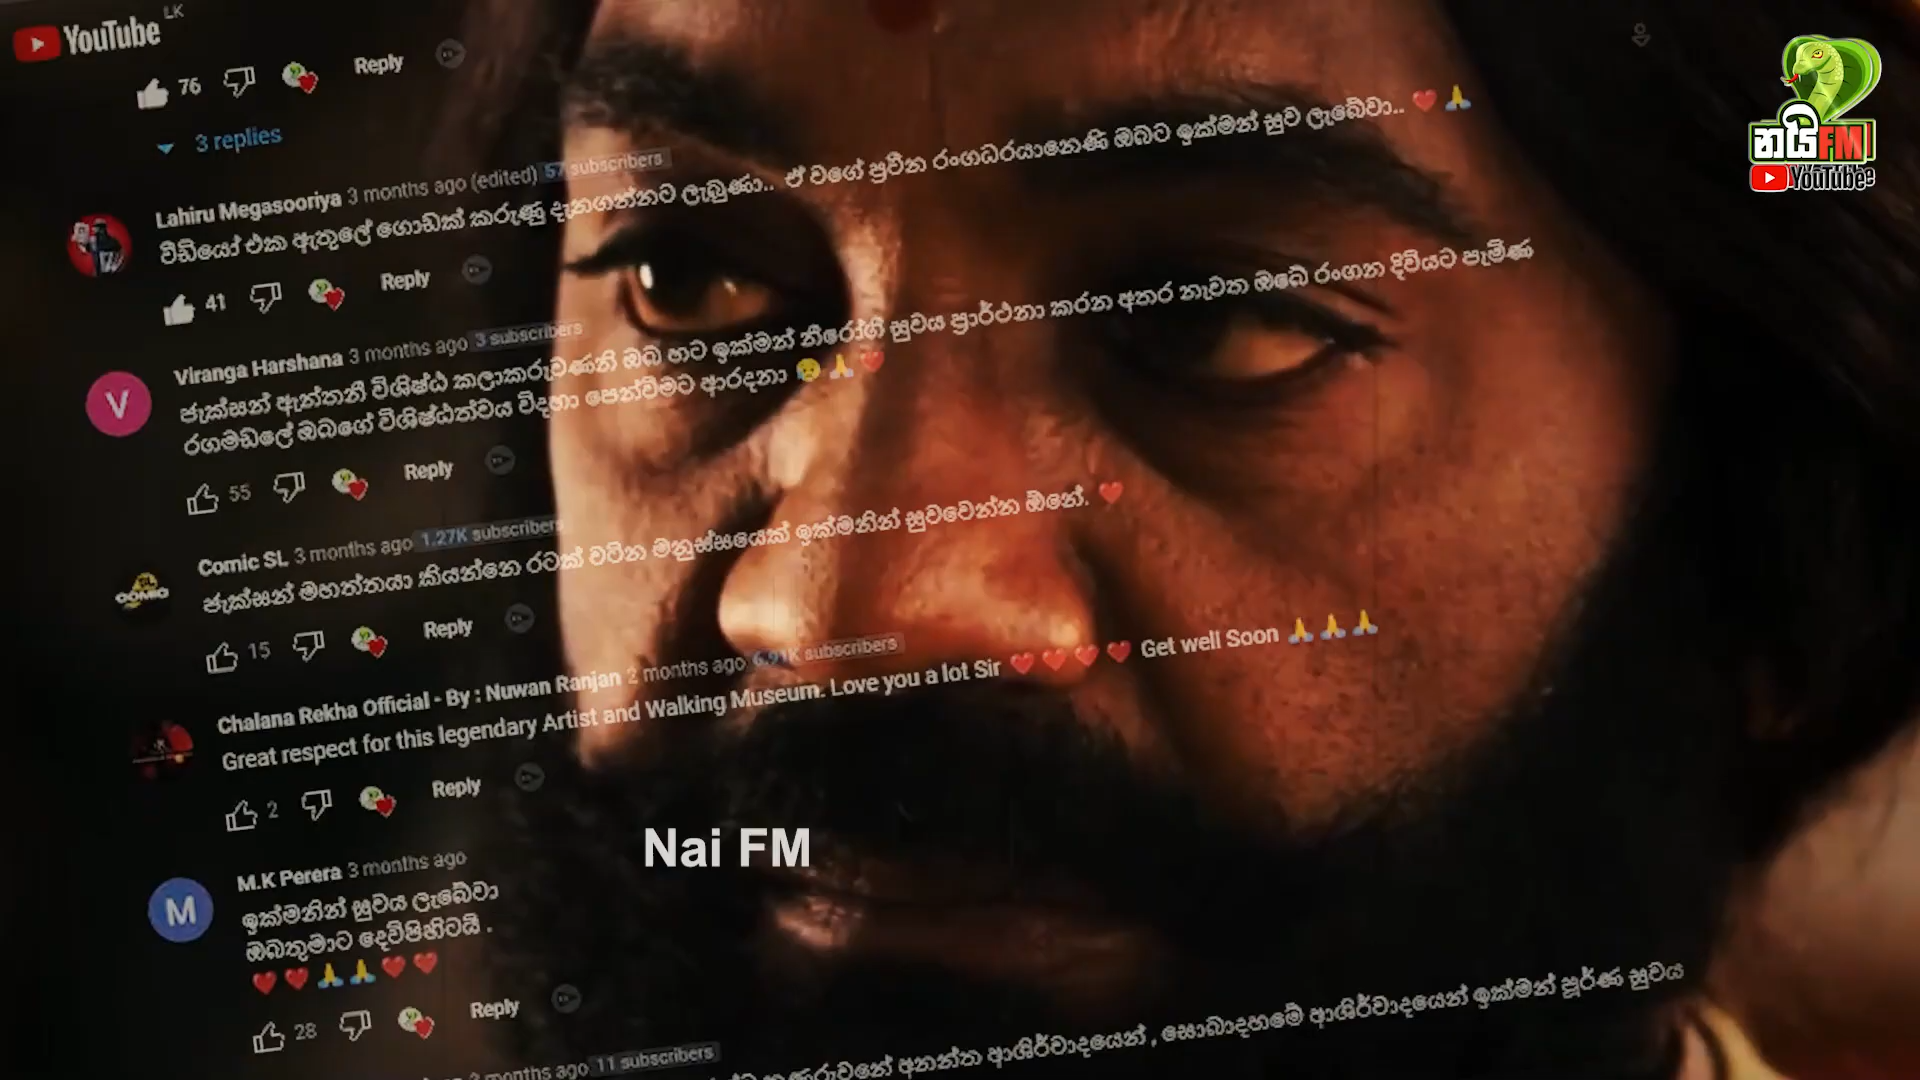 YouTube LK
76 Reply
3 replies
Lahiru Megasooriya 3 months ago (edited) 57 subscribers
වීඩියෝ එක ඇතුලේ ගොඩක් කරුණු දැනගන්නට ලැබුණා.. ඒ වගේ ප්‍රවීන රංගධරයානෙණි ඔබට ඉක්මන් සුව ලැබේවා.. ❤️🙏
41 Reply
Viranga Harshana 3 months ago 3 subscribers
ජැක්සන් ඇන්තනී විශිෂ්ඨ කලාකරුවණනි ඔබ හට ඉක්මන් නීරෝගී සුවය ප්‍රාර්ථනා කරන අතර නැවත ඔබේ රංගන දිවියට පැමිණ
රගමඩලේ ඔබගේ විශිෂ්ඨත්වය විදහා පෙන්වීමට ආරදනා 😥🙏❤️
55 Reply
Comic SL 3 months ago 1.27K subscribers
ජැක්සන් මහත්තයා කියන්නෙ රටක් වටින මනුස්සයෙක් ඉක්මනින් සුවවෙන්න ඕනේ. ❤️
15 Reply
Chalana Rekha Official - By : Nuwan Ranjan 2 months ago 6.91K subscribers
Great respect for this legendary Artist and Walking Museum. Love you a lot Sir ❤️❤️❤️❤️ Get well Soon 🙏🙏🙏
2 Reply
M.K Perera 3 months ago
ඉක්මනින් සුවය ලැබේවා
ඔබතුමාට දෙවිපිහිටයි .
❤️❤️🙏🙏❤️❤️
28 Reply
months ago 11 subscribers
අනන්ත ආශිර්වාදයෙන් , සොබාදහමේ ආශිර්වාදයෙන් ඉක්මන් පූර්ණ සුවය
Nai FM
නයි FM
YouTube